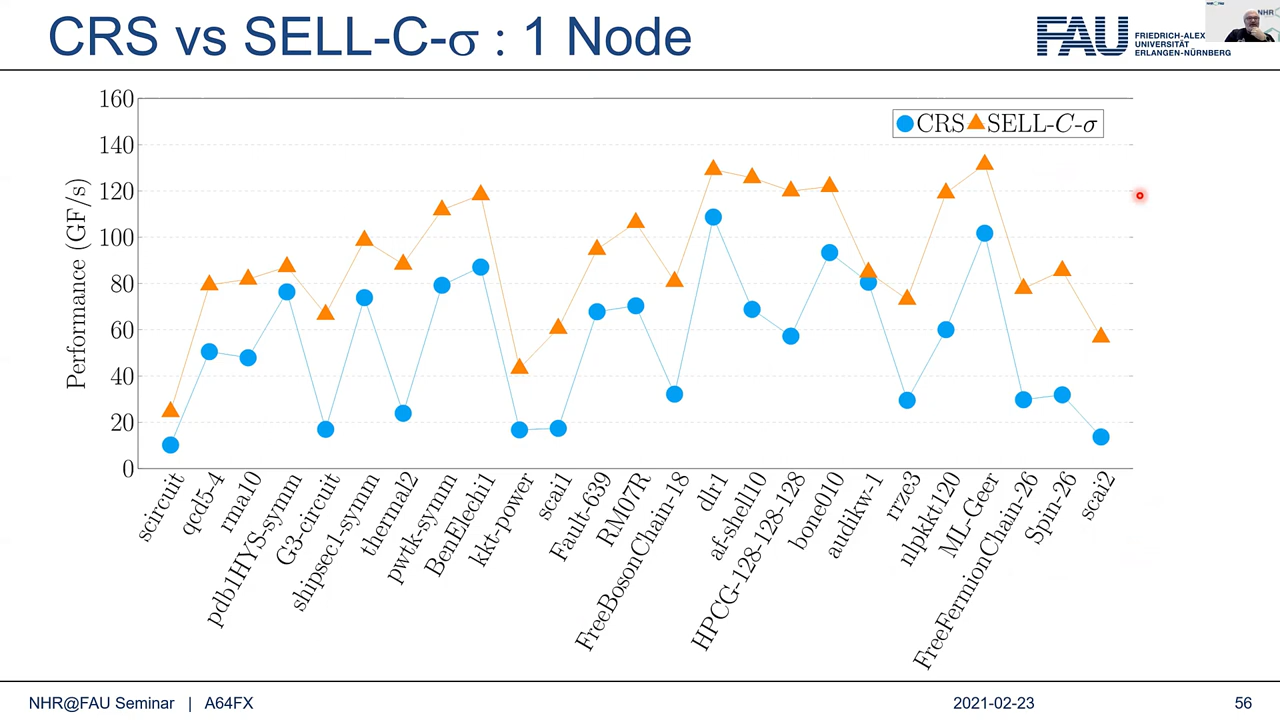 CRS vs SELL-C-σ : 1 Node
FAU
FRIEDRICH-ALEX
UNIVERSITÄT
ERLANGEN-NÜRNBERG
NHR
CRS SELL-C-σ
Performance (GF/s)
160
140
120
100
80
60
40
20
0
scircuit
qcd5-4
rma10
pdb1HYS-symm
G3-circuit
shipsec1-symm
thermal2
pwtk-symm
BenElechi1
kkt-power
scai1
Fault-639
RM07R
FreeBosonChain-18
dlr1
af-shell10
HPCG-128-128-128
bone010
audikw-1
rrze3
nlpkkt120
ML-Geer
FreeFermionChain-26
Spin-26
scai2
NHR@FAU Seminar | A64FX
2021-02-23
56